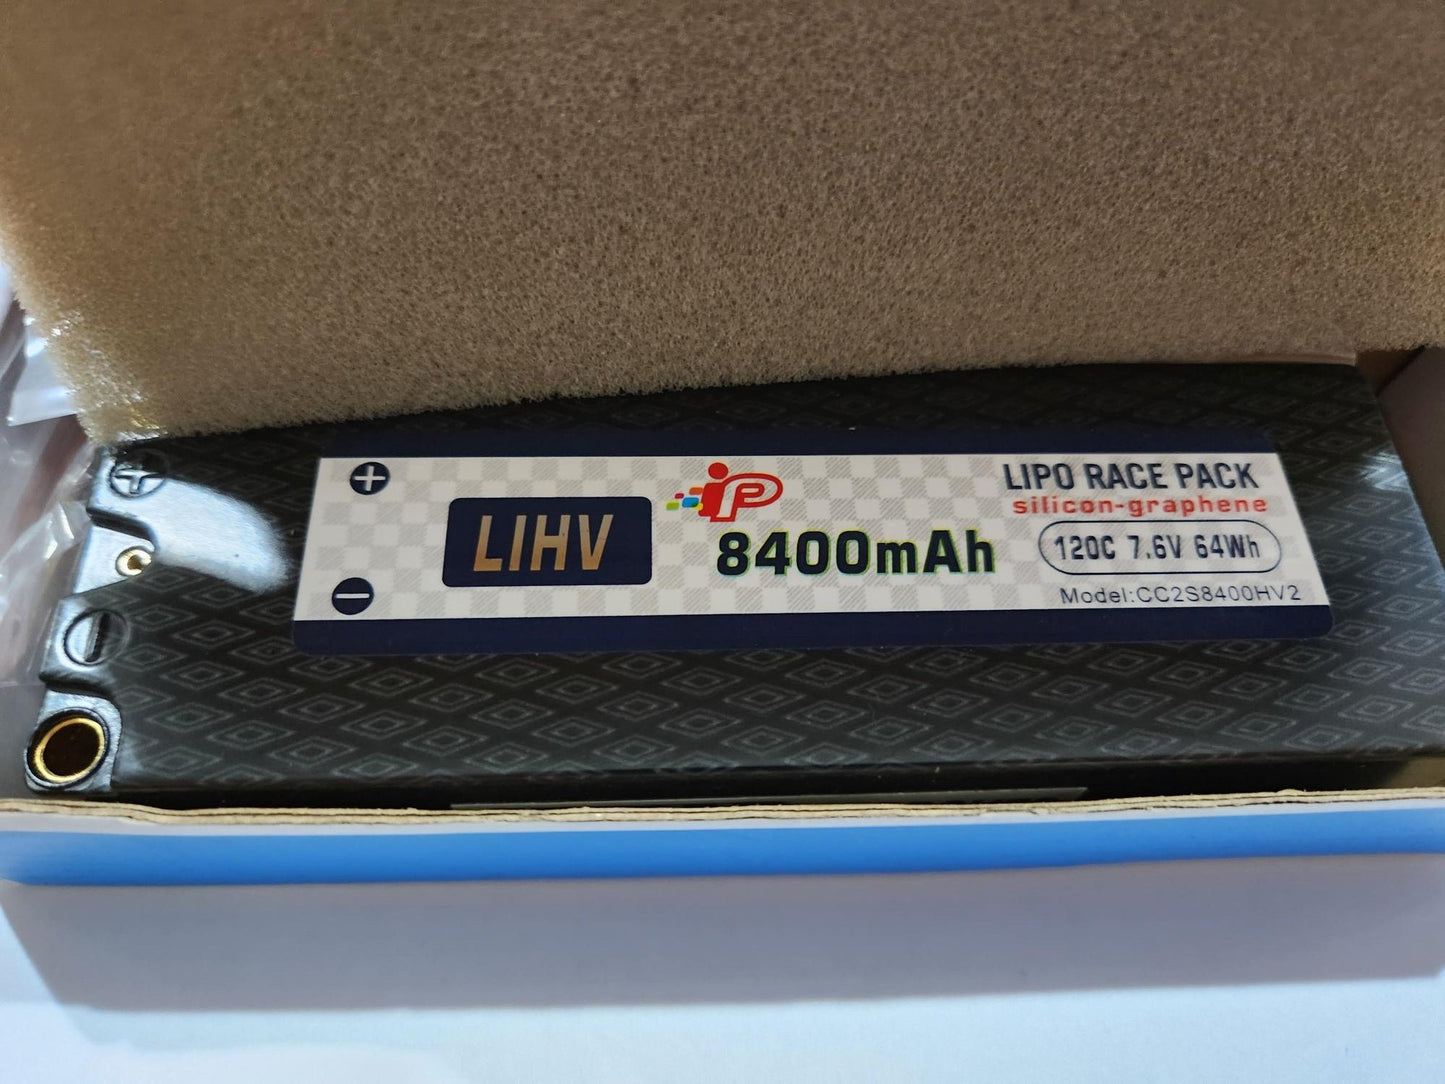 LIHV
iP
8400mAh
LIPO RACE PACK
silicon-graphene
120C 7.6V 64Wh
Model:CC2S8400HV2